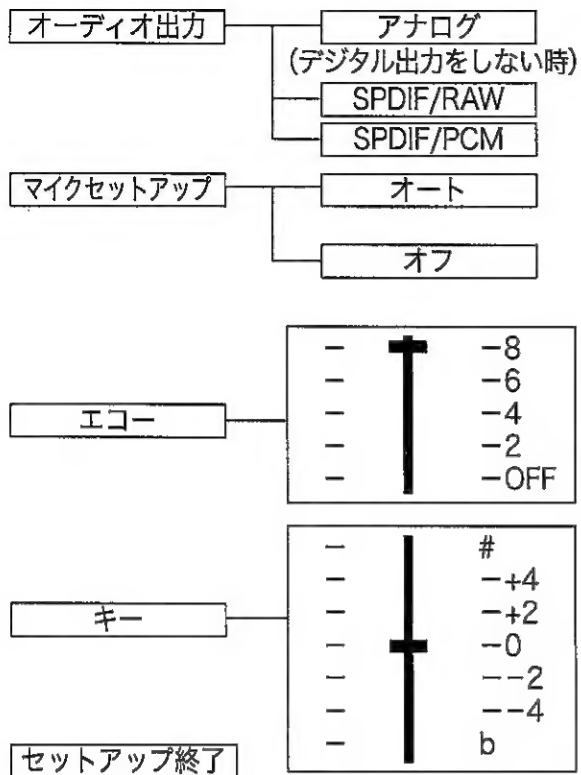 オーディオ出力
アナログ
(デジタル出力をしない時)
SPDIF/RAW
SPDIF/PCM
マイクセットアップ
オート
オフ
エコー
– –8
– –6
– –4
– –2
– –OFF
キー
– #
– –+4
– –+2
– –0
– ––2
– ––4
– b
セットアップ終了